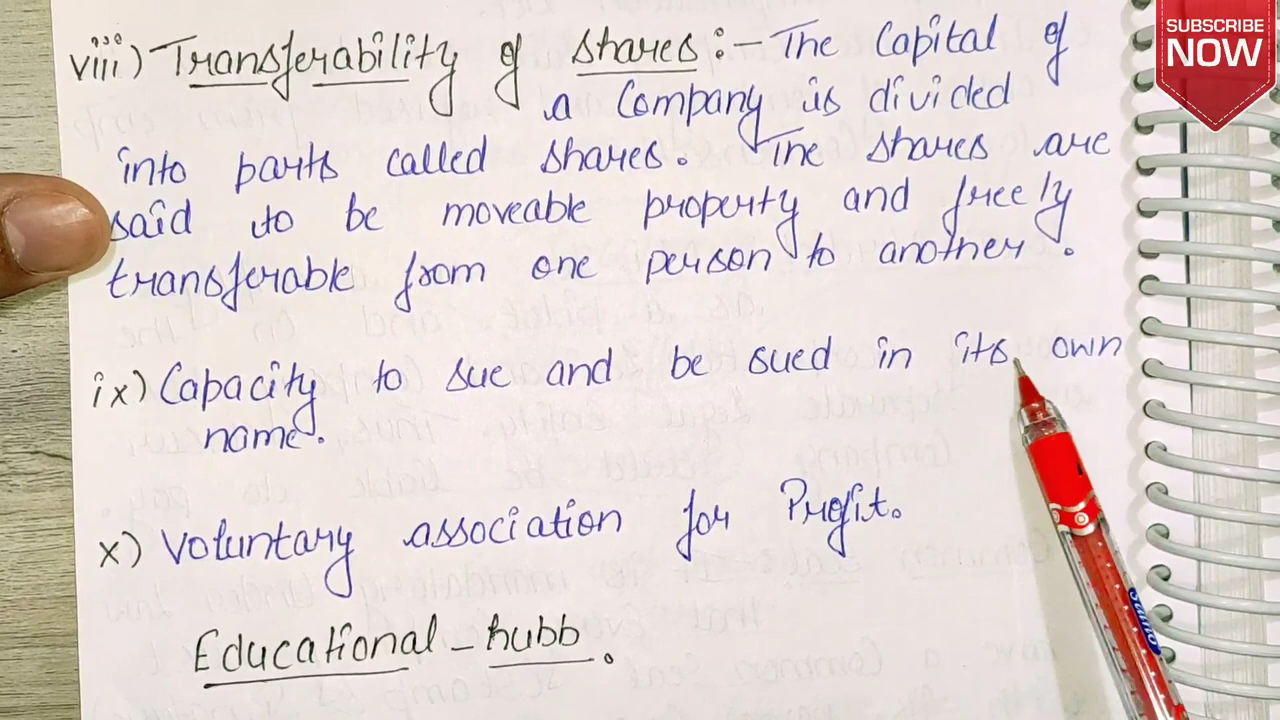 viii) Transferability of shares :- The Capital of
a Company is divided
into parts called shares. The shares are
said to be moveable property and freely
transferable from one person to another.
ix) Capacity to sue and be sued in its own
name.
x) Voluntary association for Profit.
Educational - hubb.
SUBSCRIBE
NOW